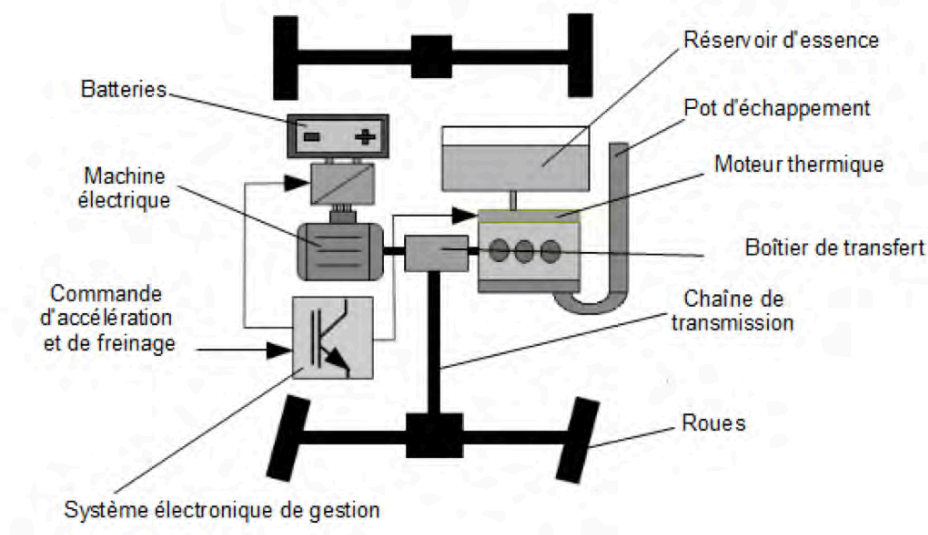 Réservoir d'essence
Batteries
Pot d'échappement
Machine
électrique
Moteur thermique
Boîtier de transfert
Commande
d'accélération
et de freinage
Chaîne de
transmission
Roues
Système électronique de gestion